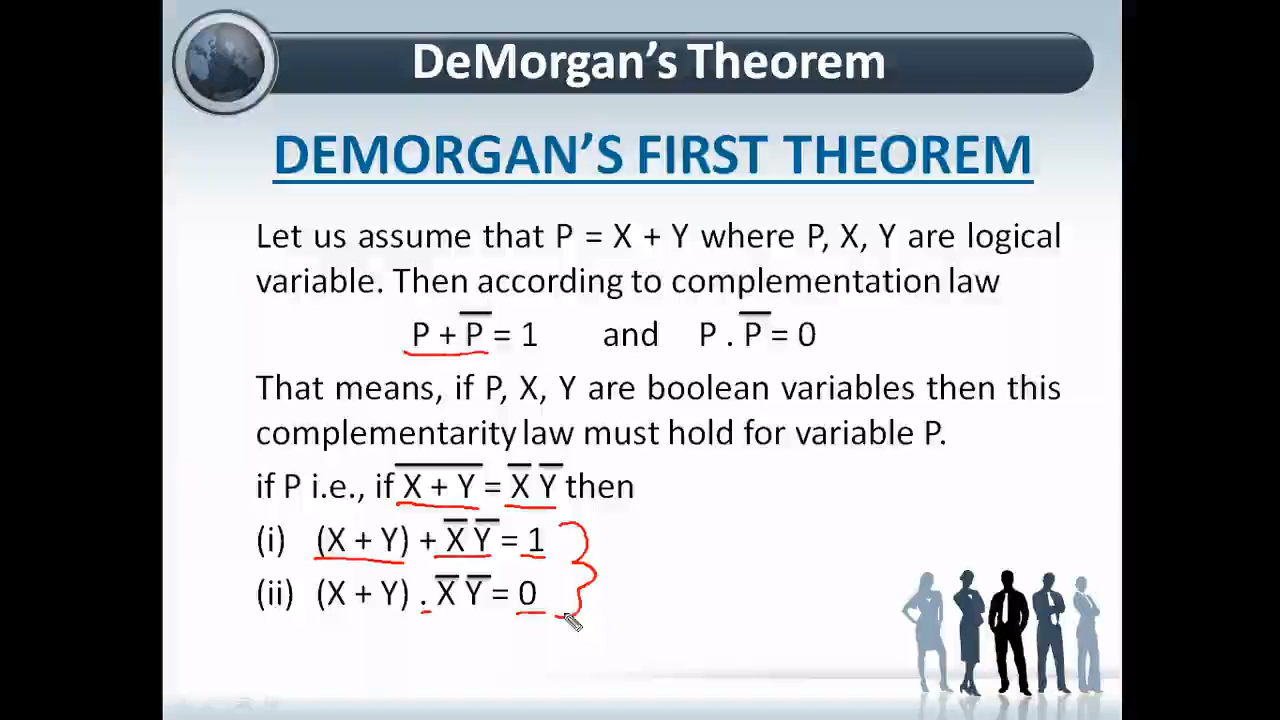 DeMorgan's Theorem
DEMORGAN'S FIRST THEOREM
Let us assume that P = X + Y where P, X, Y are logical
variable. Then according to complementation law
P + P̅ = 1 and P . P̅ = 0
That means, if P, X, Y are boolean variables then this
complementarity law must hold for variable P.
if P i.e., if X̅ ̅+̅ ̅Y̅ = X̅ Y̅ then
(i) (X + Y) + X̅ Y̅ = 1
(ii) (X + Y) . X̅ Y̅ = 0